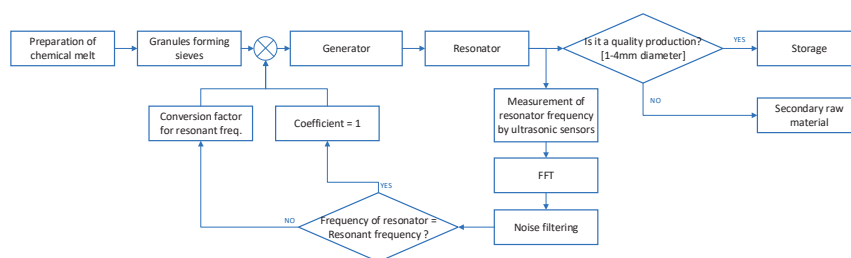 Preparation of
chemical melt
Granules forming
sieves
Generator
Resonator
Is it a quality production?
[1-4mm diameter]
YES
Storage
NO
Secondary raw
material
Measurement of
resonator frequency
by ultrasonic sensors
FFT
Noise filtering
Frequency of resonator =
Resonant frequency ?
YES
NO
Coefficient = 1
Conversion factor
for resonant freq.